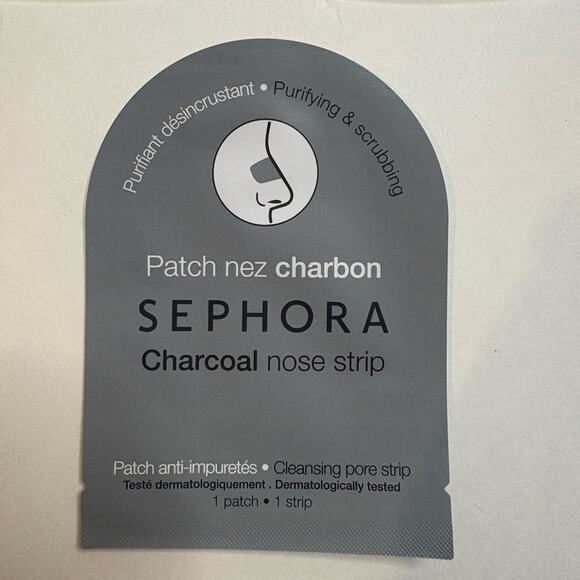 Purifiant désincrustant • Purifying & scrubbing
Patch nez charbon
SEPHORA
Charcoal nose strip
Patch anti-impuretés • Cleansing pore strip
Testé dermatologiquement . Dermatologically tested
1 patch • 1 strip